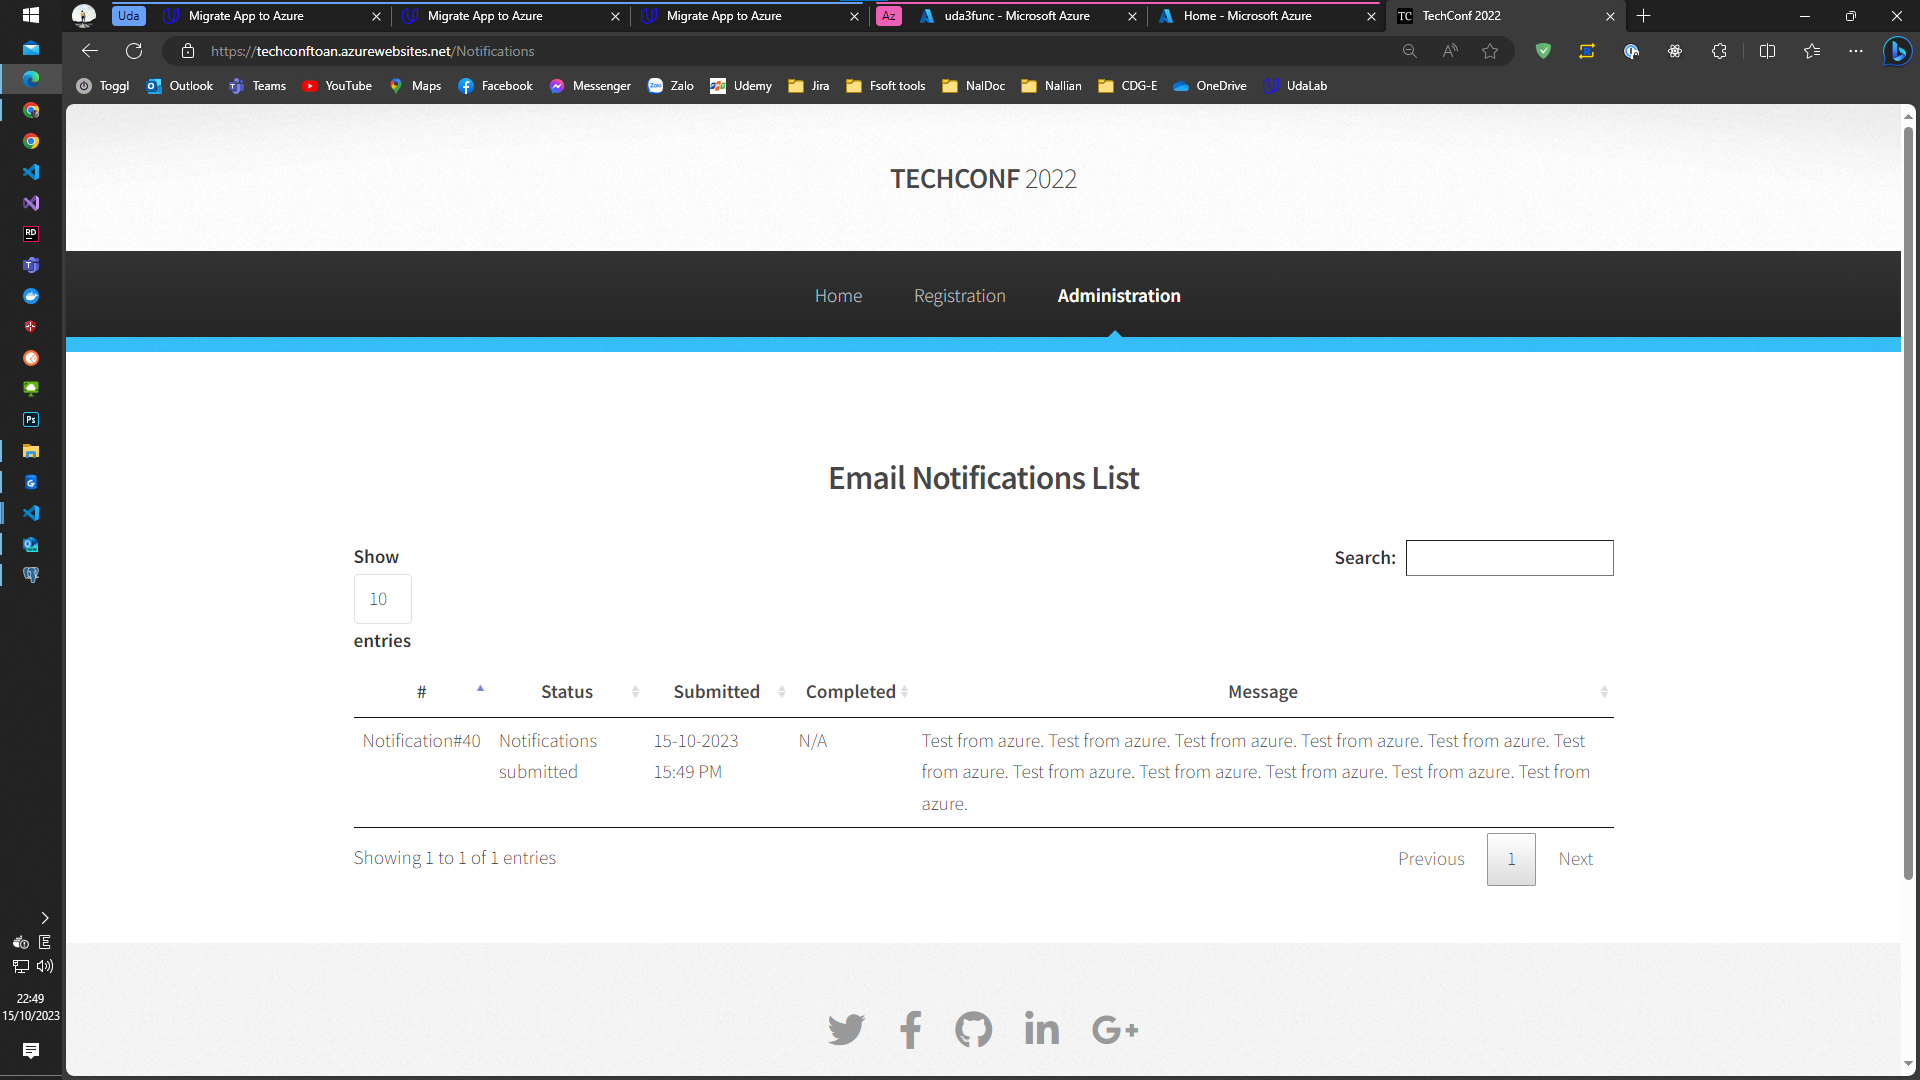 Uda
Migrate App to Azure
Migrate App to Azure
Migrate App to Azure
Az
uda3func - Microsoft Azure
Home - Microsoft Azure
TC
TechConf 2022
https://techconftoan.azurewebsites.net/Notifications
Toggl
Outlook
Teams
YouTube
Maps
Facebook
Messenger
Zalo
Udemy
Jira
Fsoft tools
NalDoc
Nallian
CDG-E
OneDrive
UdaLab
TECHCONF 2022
Home
Registration
Administration
Email Notifications List
Show
10
entries
Search:
# Status Submitted Completed Message
Notification#40 Notifications 15-10-2023 N/A Test from azure. Test from azure. Test from azure. Test from azure. Test from azure. Test
submitted 15:49 PM from azure. Test from azure. Test from azure. Test from azure. Test from azure. Test from
azure.
Showing 1 to 1 of 1 entries
Previous
1
Next
22:49
15/10/2023